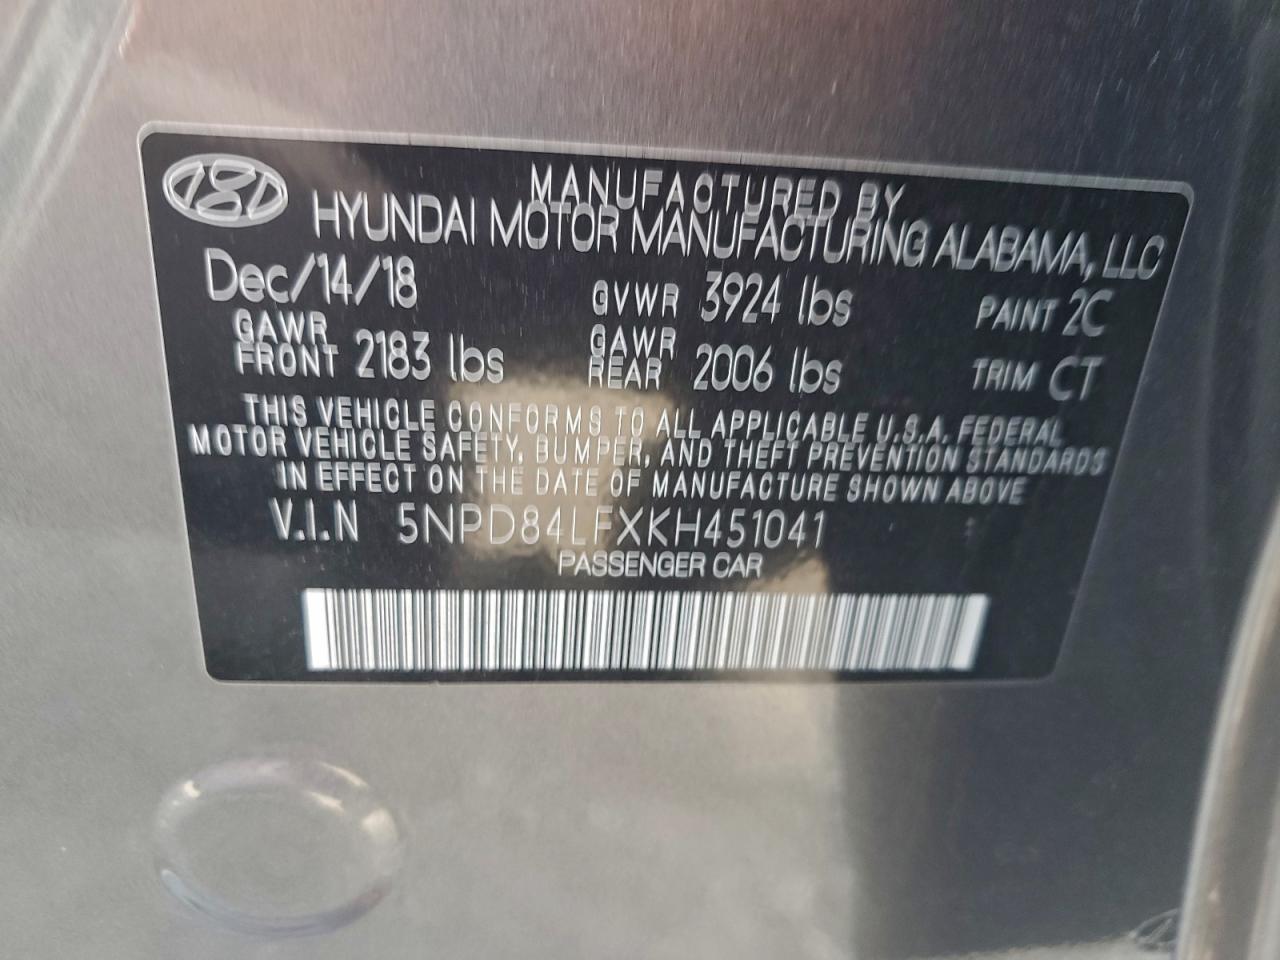 MANUFACTURED BY
HYUNDAI MOTOR MANUFACTURING ALABAMA, LLC
Dec/14/18 GVWR 3924 lbs PAINT 2C
GAWR FRONT 2183 lbs GAWR REAR 2006 lbs TRIM CT
THIS VEHICLE CONFORMS TO ALL APPLICABLE U.S.A. FEDERAL
MOTOR VEHICLE SAFETY, BUMPER, AND THEFT PREVENTION STANDARDS
IN EFFECT ON THE DATE OF MANUFACTURE SHOWN ABOVE
V.I.N 5NPD84LFXKH451041
PASSENGER CAR